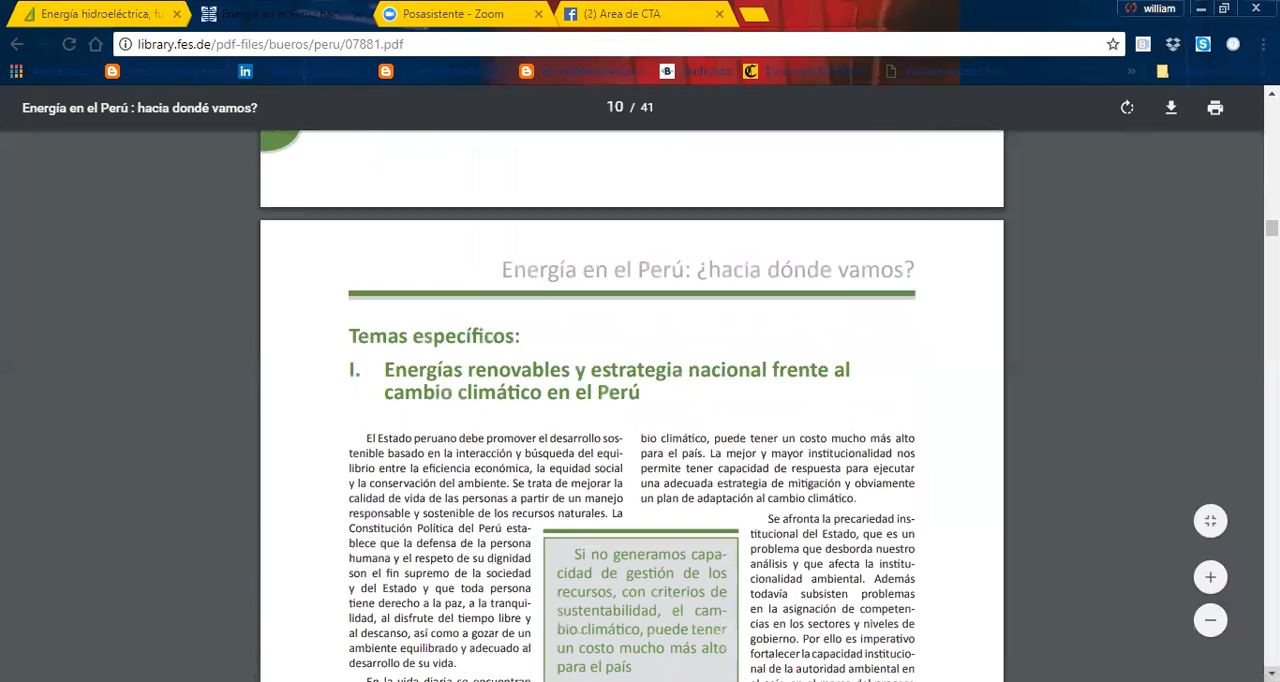 Energía hidroeléctrica, fu
Energía en el Perú: hac
Posasistente - Zoom
(2) Area de CTA
william
library.fes.de/pdf-files/bueros/peru/07881.pdf
Energía en el Perú : hacia dondé vamos?
10 / 41
Energía en el Perú: ¿hacia dónde vamos?
Temas específicos:
I. Energías renovables y estrategia nacional frente al
cambio climático en el Perú
El Estado peruano debe promover el desarrollo sos-
tenible basado en la interacción y búsqueda del equi-
librio entre la eficiencia económica, la equidad social
y la conservación del ambiente. Se trata de mejorar la
calidad de vida de las personas a partir de un manejo
responsable y sostenible de los recursos naturales. La
Constitución Política del Perú esta-
blece que la defensa de la persona
humana y el respeto de su dignidad
son el fin supremo de la sociedad
y del Estado y que toda persona
tiene derecho a la paz, a la tranqui-
lidad, al disfrute del tiempo libre y
al descanso, así como a gozar de un
ambiente equilibrado y adecuado al
desarrollo de su vida.
En la vida diaria se encuentran
Si no generamos capa-
cidad de gestión de los
recursos, con criterios de
sustentabilidad, el cam-
bio climático, puede tener
un costo mucho más alto
para el país
bio climático, puede tener un costo mucho más alto
para el país. La mejor y mayor institucionalidad nos
permite tener capacidad de respuesta para ejecutar
una adecuada estrategia de mitigación y obviamente
un plan de adaptación al cambio climático.
Se afronta la precariedad ins-
titucional del Estado, que es un
problema que desborda nuestro
análisis y que afecta la institu-
cionalidad ambiental. Además
todavía subsisten problemas
en la asignación de competen-
cias en los sectores y niveles de
gobierno. Por ello es imperativo
fortalecer la capacidad institucio-
nal de la autoridad ambiental en